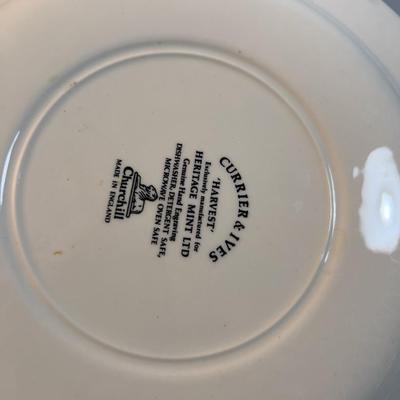 CURRIER & IVES
'HARVEST'
Exclusively manufactured for
HERITAGE MINT LTD
Genuine Hand Engraving
DISHWASHER, DETERGENT SAFE,
MICROWAVE OVEN SAFE
Churchill
MADE IN ENGLAND